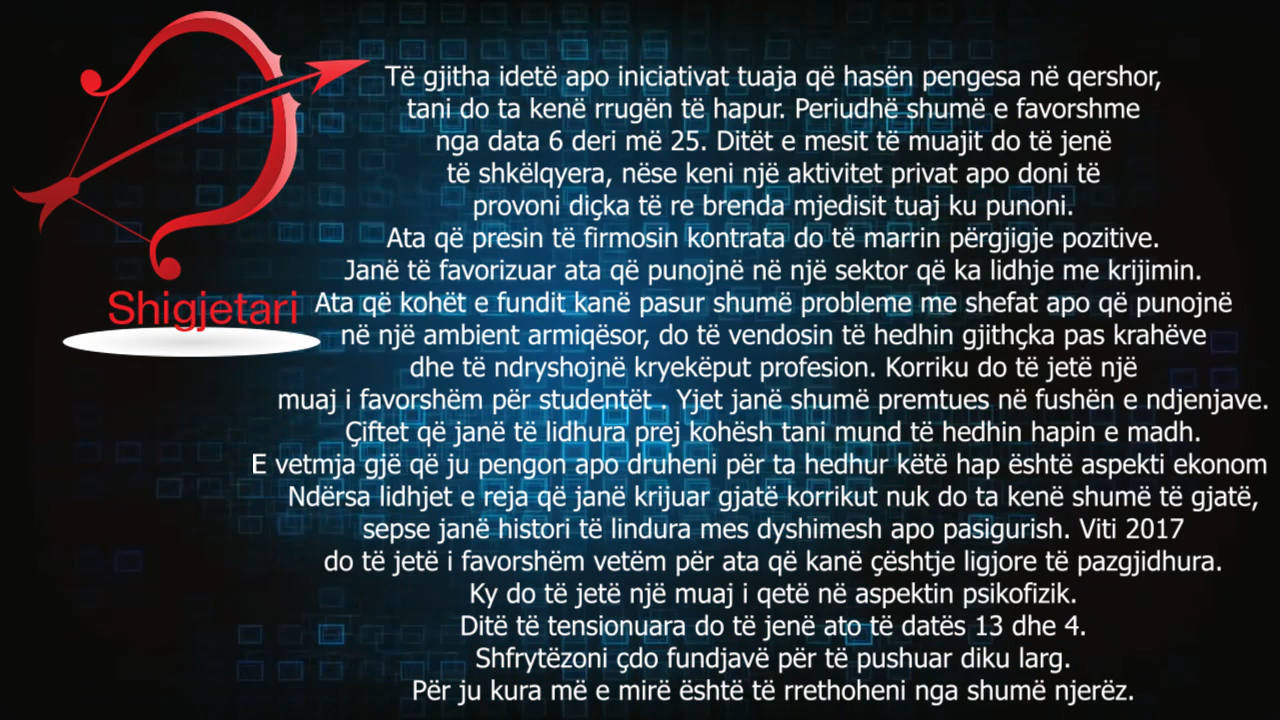 Të gjitha idetë apo iniciativat tuaja që hasën pengesa në qershor,
tani do ta kenë rrugën të hapur. Periudhë shumë e favorshme
nga data 6 deri më 25. Ditët e mesit të muajit do të jenë
të shkëlqyera, nëse keni një aktivitet privat apo doni të
provoni diçka të re brenda mjedisit tuaj ku punoni.
Ata që presin të firmosin kontrata do të marrin përgjigje pozitive.
Janë të favorizuar ata që punojnë në një sektor që ka lidhje me krijimin.
Shigjetari
Ata që kohët e fundit kanë pasur shumë probleme me shefat apo që punojnë
në një ambient armiqësor, do të vendosin të hedhin gjithçka pas krahëve
dhe të ndryshojnë kryekëput profesion. Korriku do të jetë një
muaj i favorshëm për studentët . Yjet janë shumë premtues në fushën e ndjenjave.
Çiftet që janë të lidhura prej kohësh tani mund të hedhin hapin e madh.
E vetmja gjë që ju pengon apo druheni për ta hedhur këtë hap është aspekti ekonom
Ndërsa lidhjet e reja që janë krijuar gjatë korrikut nuk do ta kenë shumë të gjatë,
sepse janë histori të lindura mes dyshimesh apo pasigurish. Viti 2017
do të jetë i favorshëm vetëm për ata që kanë çështje ligjore të pazgjidhura.
Ky do të jetë një muaj i qetë në aspektin psikofizik.
Ditë të tensionuara do të jenë ato të datës 13 dhe 4.
Shfrytëzoni çdo fundjavë për të pushuar diku larg.
Për ju kura më e mirë është të rrethoheni nga shumë njerëz.